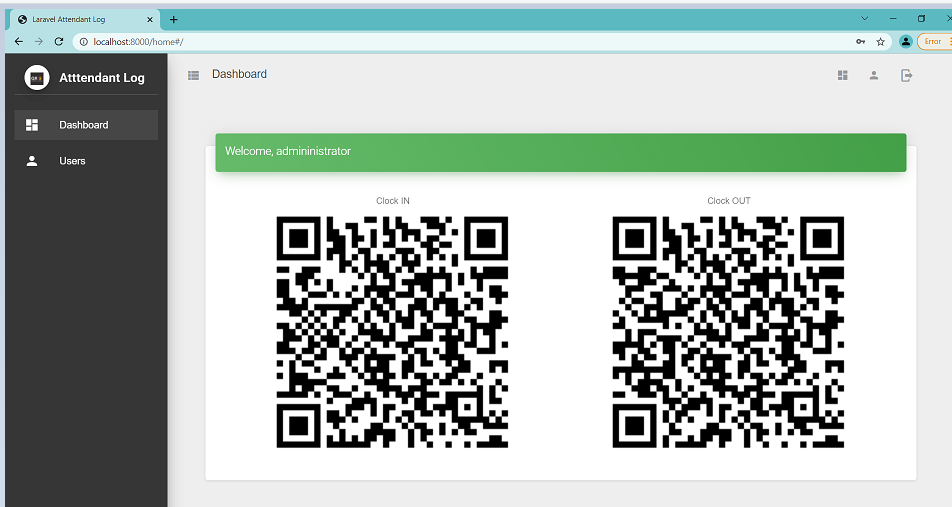 Laravel Attendant Log
localhost:8000/home#/
Error
Atttendant Log
Dashboard
Dashboard
Users
Welcome, admininistrator
Clock IN
Clock OUT